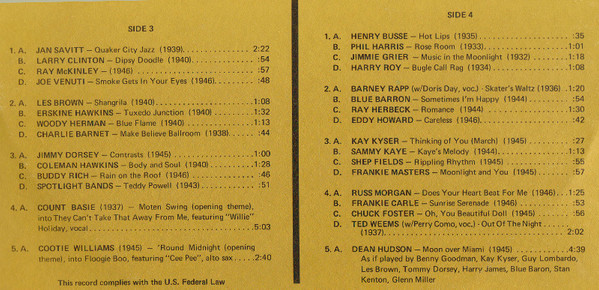 SIDE 3
1. A. JAN SAVITT — Quaker City Jazz (1939). . . . . . . . . . . . . . . . 2:22
B. LARRY CLINTON — Dipsy Doodle (1940). . . . . . . . . . . . . . :54
C. RAY McKINLEY — (1946) . . . . . . . . . . . . . . . . . . . . . . . . :57
D. JOE VENUTI — Smoke Gets In Your Eyes (1946). . . . . . . . :48
2. A. LES BROWN — Shangrila (1940). . . . . . . . . . . . . . . . . . . 1:08
B. ERSKINE HAWKINS — Tuxedo Junction (1940) . . . . . . . . . 1:32
C. WOODY HERMAN — Blue Flame (1940). . . . . . . . . . . . . . 1:13
D. CHARLIE BARNET — Make Believe Ballroom (1938). . . . . :44
3. A. JIMMY DORSEY — Contrasts (1945). . . . . . . . . . . . . . . . 1:00
B. COLEMAN HAWKINS — Body and Soul (1940). . . . . . . . . . 1:28
C. BUDDY RICH — Rain on the Roof (1946) . . . . . . . . . . . . . :46
D. SPOTLIGHT BANDS — Teddy Powell (1943). . . . . . . . . . . . :51
4. A. COUNT BASIE (1937) — Moten Swing (opening theme),
into They Can't Take That Away From Me, featuring "Willie"
Holiday, vocal. . . . . . . . . . . . . . . . . . . . . . . . . . . . . . . 5:03
5. A. COOTIE WILLIAMS (1945) — "Round Midnight (opening
theme), into Floogie Boo, featuring "Cee Pee", alto sax . . . . . 2:40
This record complies with the U.S. Federal Law
SIDE 4
1. A. HENRY BUSSE — Hot Lips (1935). . . . . . . . . . . . . . . . . . . :35
B. PHIL HARRIS — Rose Room (1933). . . . . . . . . . . . . . . . . 1:01
C. JIMMIE GRIER — Music in the Moonlight (1932) . . . . . . . 1:18
D. HARRY ROY — Bugle Call Rag (1934) . . . . . . . . . . . . . . . 1:08
2. A. BARNEY RAPP (w/Doris Day, voc.) - Skater's Waltz (1936) . 1:20
B. BLUE BARRON — Sometimes I'm Happy (1944) . . . . . . . . . :54
C. RAY HERBECK — Romance (1944) . . . . . . . . . . . . . . . . . 1:30
D. EDDY HOWARD — Careless (1946). . . . . . . . . . . . . . . . . . :42
3. A. KAY KYSER — Thinking of You (March) (1945) . . . . . . . . . :27
B. SAMMY KAYE — Kaye's Melody (1944). . . . . . . . . . . . . . 1:13
C. SHEP FIELDS — Rippling Rhythm (1945) . . . . . . . . . . . . . :55
D. FRANKIE MASTERS — Moonlight and You (1945) . . . . . . . :57
4. A. RUSS MORGAN — Does Your Heart Beat For Me (1946). . . 1:25
B. FRANKIE CARLE — Sunrise Serenade (1946) . . . . . . . . . . . :53
C. CHUCK FOSTER — Oh, You Beautiful Doll (1945) . . . . . . . :56
D. TED WEEMS (w/Perry Como, voc.) - Out Of The Night . . . . .
(1937). . . . . . . . . . . . . . . . . . . . . . . . . . . . . . . . . . . 2:02
5. A. DEAN HUDSON — Moon over Miami (1945) . . . . . . . . . . . 4:39
As if played by Benny Goodman, Kay Kyser, Guy Lombardo,
Les Brown, Tommy Dorsey, Harry James, Blue Baron, Stan
Kenton, Glenn Miller